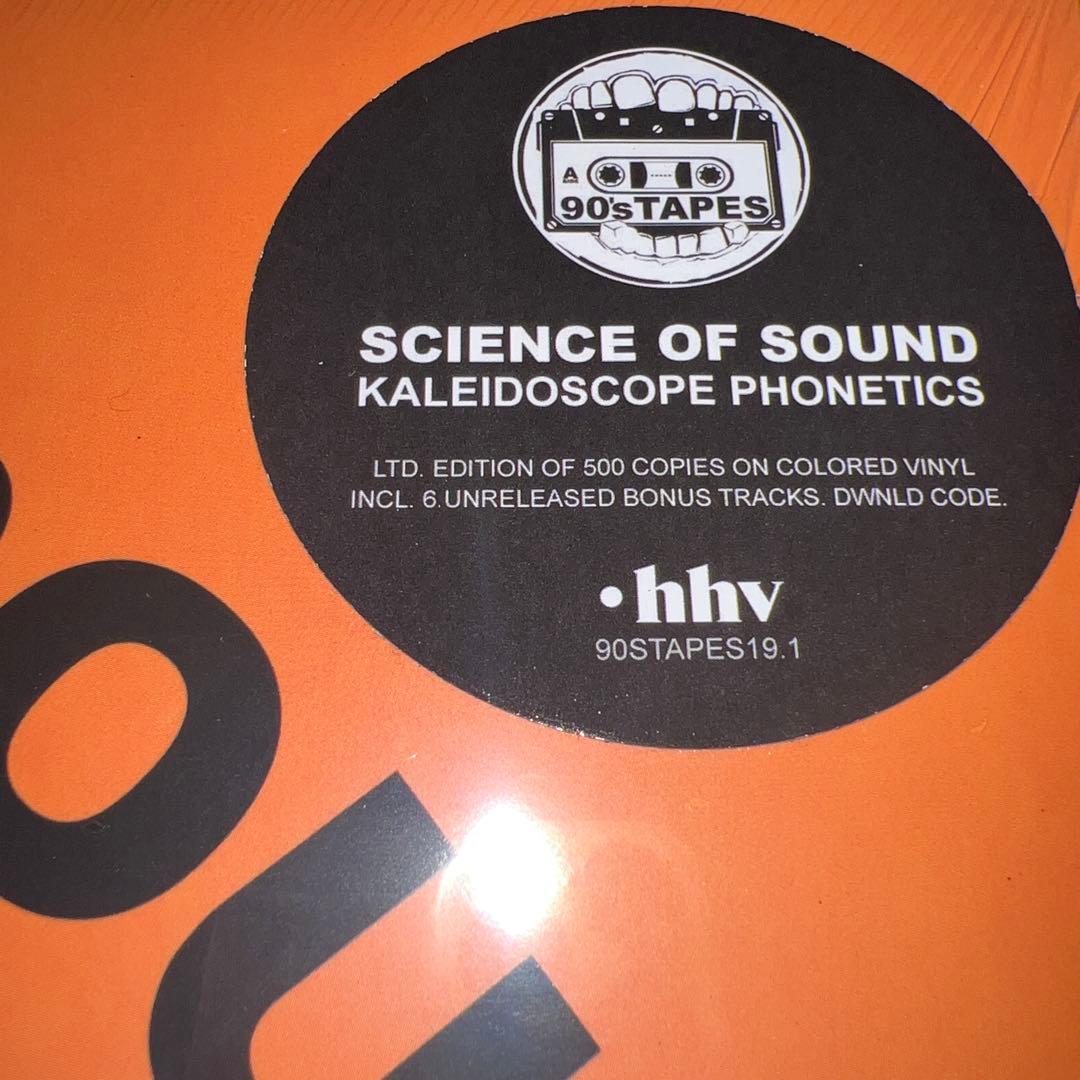 A
90'sTAPES
SCIENCE OF SOUND
KALEIDOSCOPE PHONETICS
LTD. EDITION OF 500 COPIES ON COLORED VINYL
INCL. 6 UNRELEASED BONUS TRACKS. DWNLD CODE.
•hhv
90STAPES19.1
ou